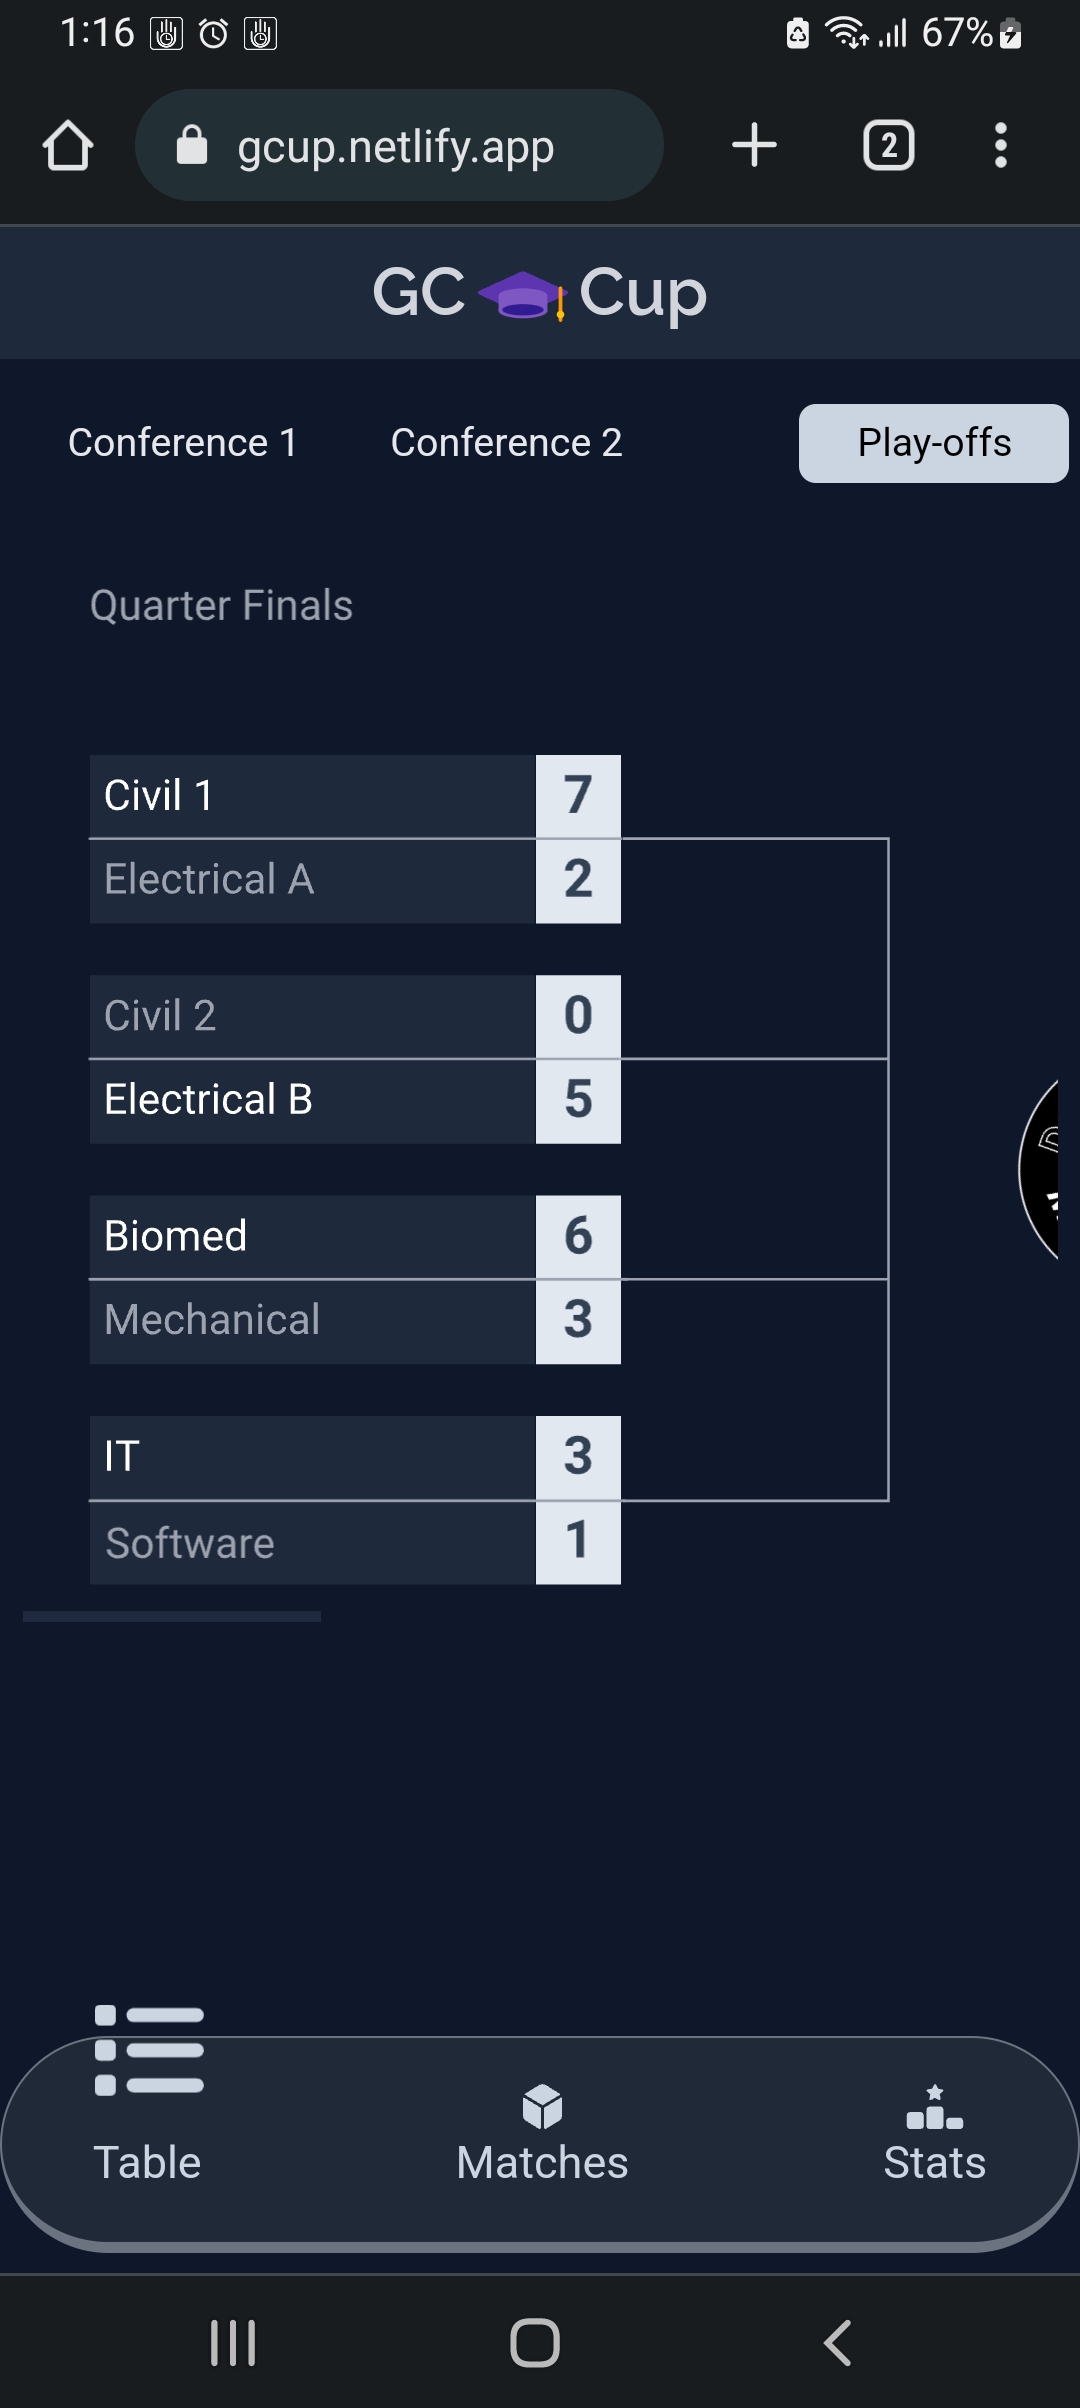 1:16 67%
gcup.netlify.app 2
GC Cup
Conference 1 Conference 2 Play-offs
Quarter Finals
Civil 1 7
Electrical A 2
Civil 2 0
Electrical B 5
Biomed 6
Mechanical 3
IT 3
Software 1
Table Matches Stats